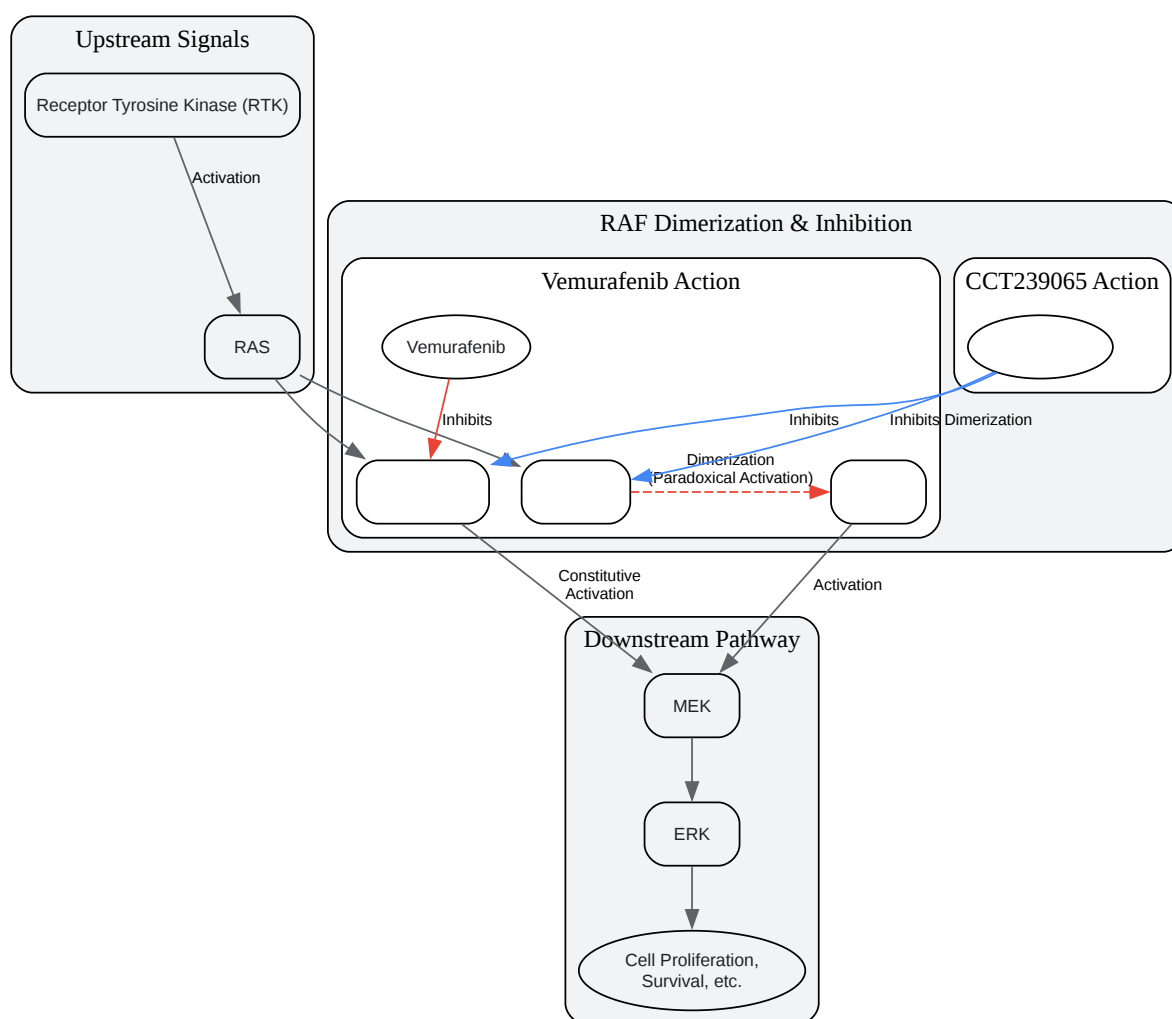 Upstream Signals
Receptor Tyrosine Kinase (RTK)
Activation
RAS
RAF Dimerization & Inhibition
Vemurafenib Action
CCT239065 Action
Vemurafenib
Inhibits
Inhibits
Inhibits Dimerization
Dimerization
(Paradoxical Activation)
Constitutive
Activation
Activation
Downstream Pathway
MEK
ERK
Cell Proliferation,
Survival, etc.